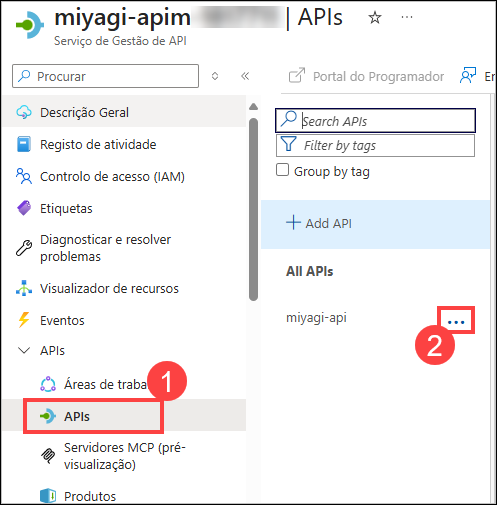 miyagi-apim | APIs
Serviço de Gestão de API
Procurar
Descrição Geral
Registo de atividade
Controlo de acesso (IAM)
Etiquetas
Diagnosticar e resolver
problemas
Visualizador de recursos
Eventos
APIs
Áreas de traba
1
APIs
Servidores MCP (pré-
visualização)
Produtos
Portal do Programador
En
Search APIs
Filter by tags
Group by tag
+ Add API
All APIs
miyagi-api
...
2